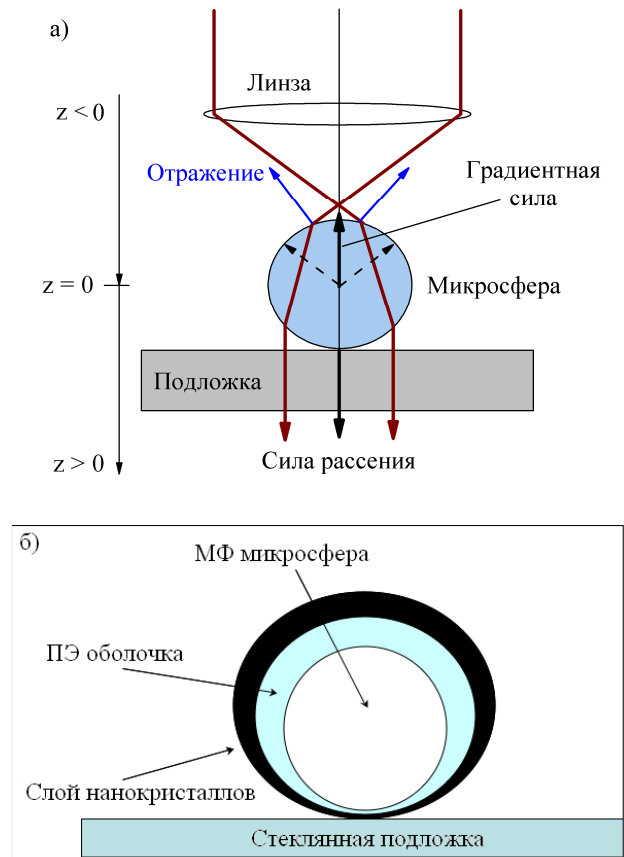 а)
Линза
z < 0
Отражение
Градиентная
сила
z = 0
Микросфера
Подложка
z > 0
Сила рассения
б)
МФ микросфера
ПЭ оболочка
Слой нанокристаллов
Стеклянная подложка